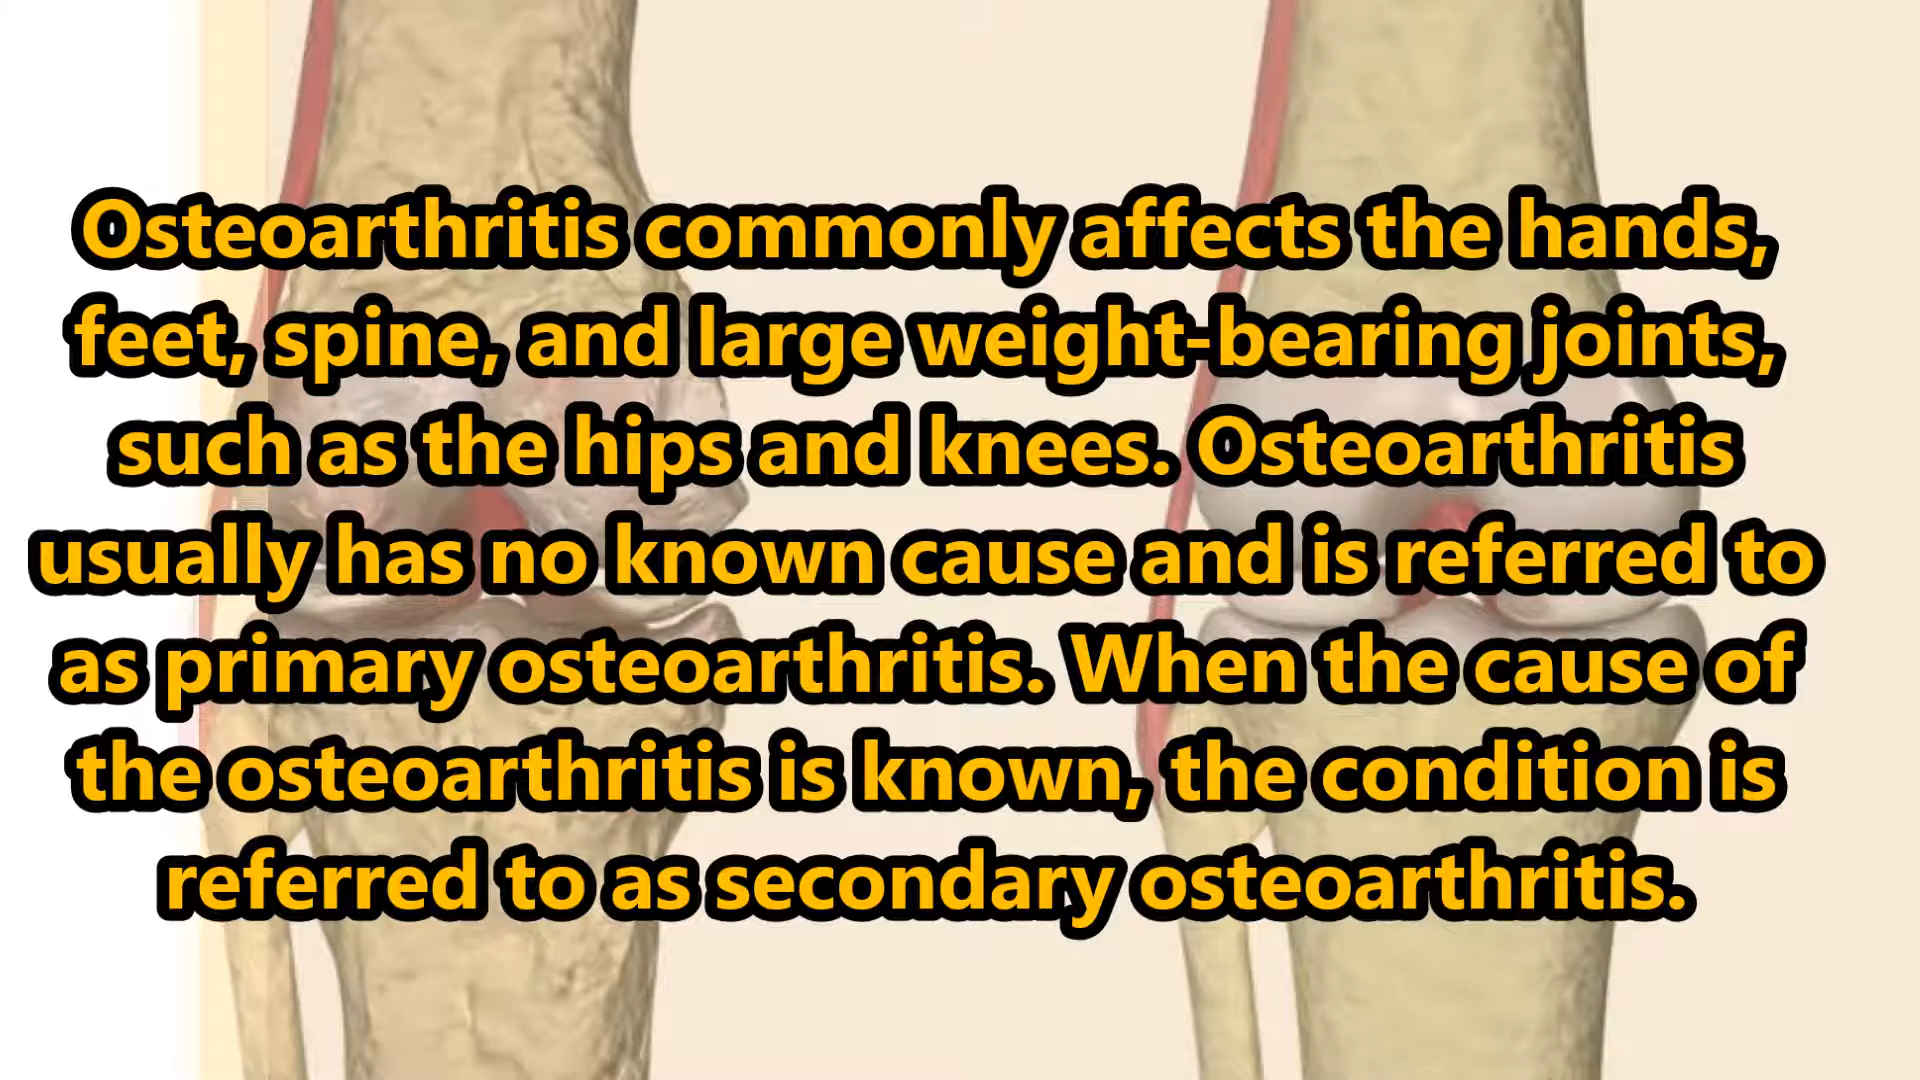 Osteoarthritis commonly affects the hands,
feet, spine, and large weight-bearing joints,
such as the hips and knees. Osteoarthritis
usually has no known cause and is referred to
as primary osteoarthritis. When the cause of
the osteoarthritis is known, the condition is
referred to as secondary osteoarthritis.